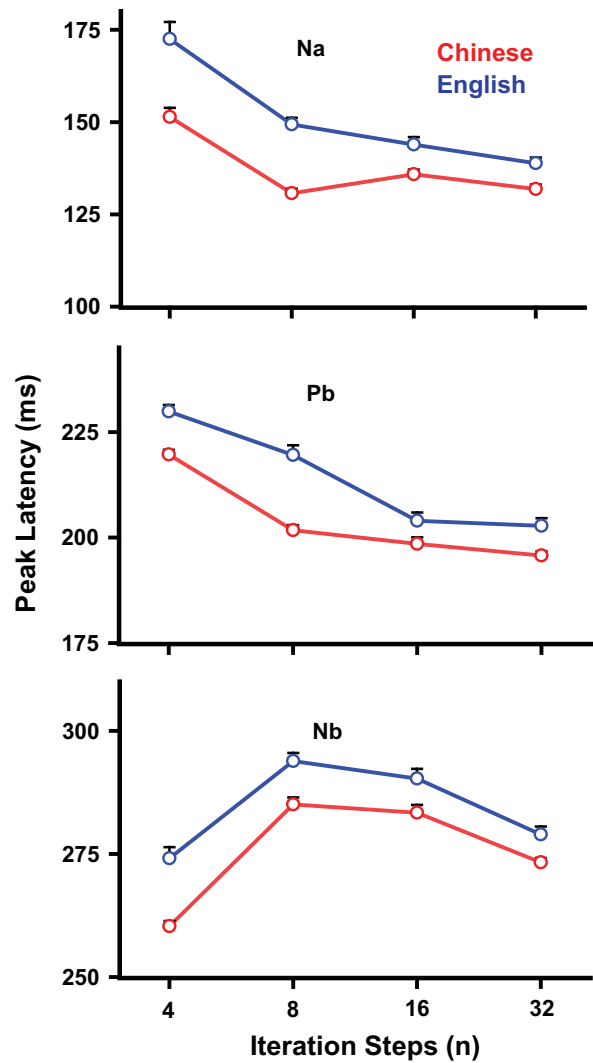 Na
Chinese
English
175
150
125
100
Pb
225
200
175
Peak Latency (ms)
Nb
300
275
250
4 8 16 32
Iteration Steps (n)